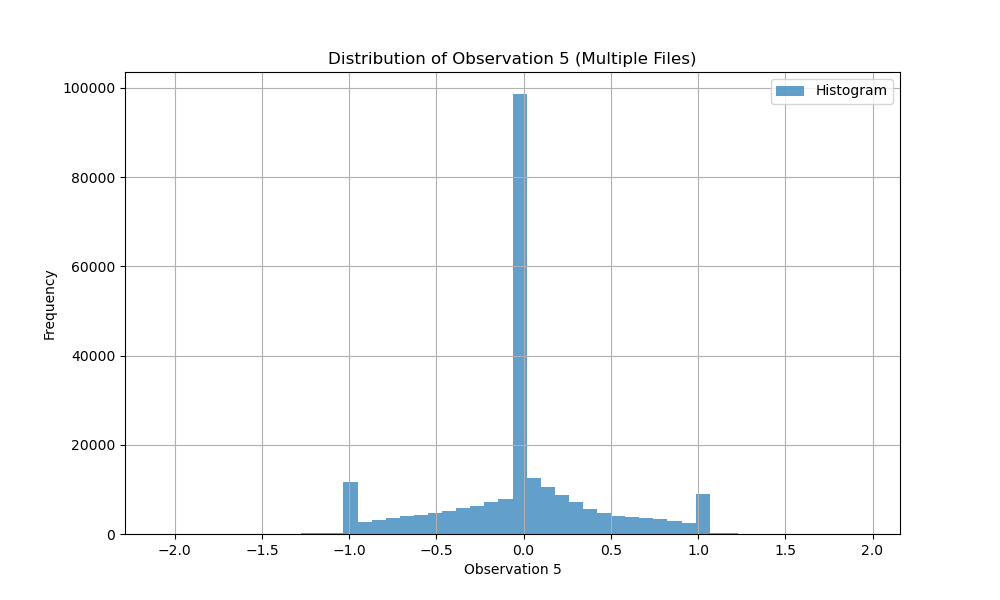 Distribution of Observation 5 (Multiple Files)
Histogram
100000
80000
60000
40000
20000
0
Frequency
−2.0 −1.5 −1.0 −0.5 0.0 0.5 1.0 1.5 2.0
Observation 5